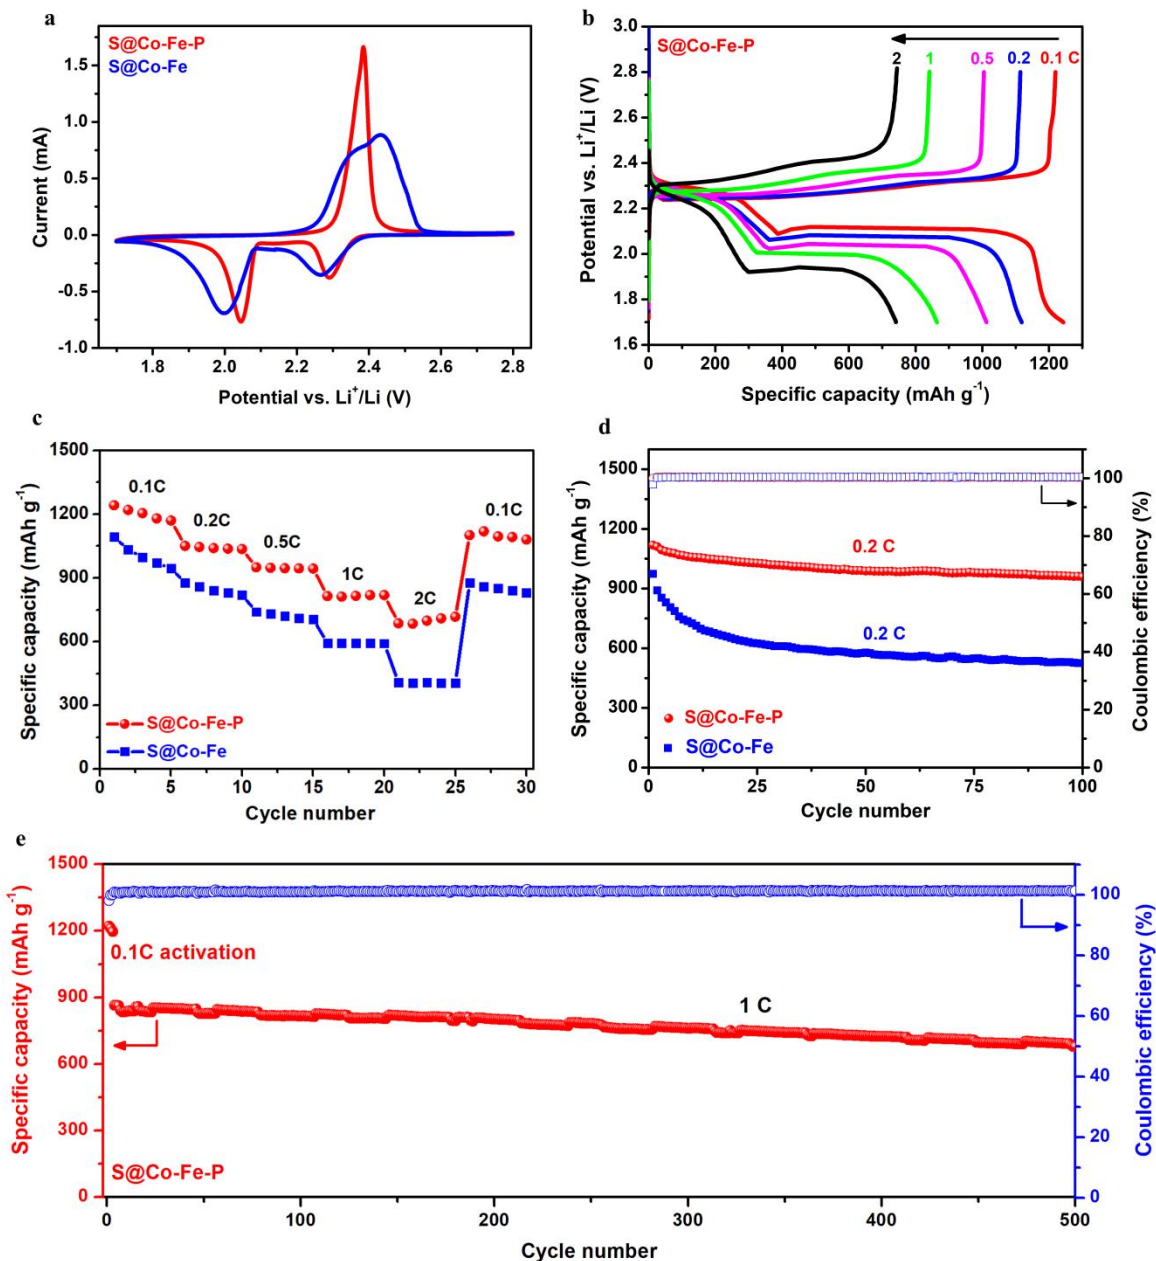 a
S@Co-Fe-P
S@Co-Fe
1.5
1.0
0.5
0.0
-0.5
-1.0
Current (mA)
1.8 2.0 2.2 2.4 2.6 2.8
Potential vs. Li⁺/Li (V)
b
S@Co-Fe-P
2 1 0.5 0.2 0.1 C
3.0
2.8
2.6
2.4
2.2
2.0
1.8
1.6
Potential vs. Li⁺/Li (V)
0 200 400 600 800 1000 1200
Specific capacity (mAh g⁻¹)
c
1500
1200
900
600
300
0
Specific capacity (mAh g⁻¹)
0.1C
0.2C
0.5C
1C
2C
0.1C
S@Co-Fe-P
S@Co-Fe
0 5 10 15 20 25 30
Cycle number
d
1500
1200
900
600
300
0
Specific capacity (mAh g⁻¹)
0.2 C
0.2 C
S@Co-Fe-P
S@Co-Fe
100
80
60
40
20
0
Coulombic efficiency (%)
0 25 50 75 100
Cycle number
e
1500
1200
900
600
300
0
Specific capacity (mAh g⁻¹)
0.1C activation
1 C
S@Co-Fe-P
100
80
60
40
20
0
Coulombic efficiency (%)
0 100 200 300 400 500
Cycle number